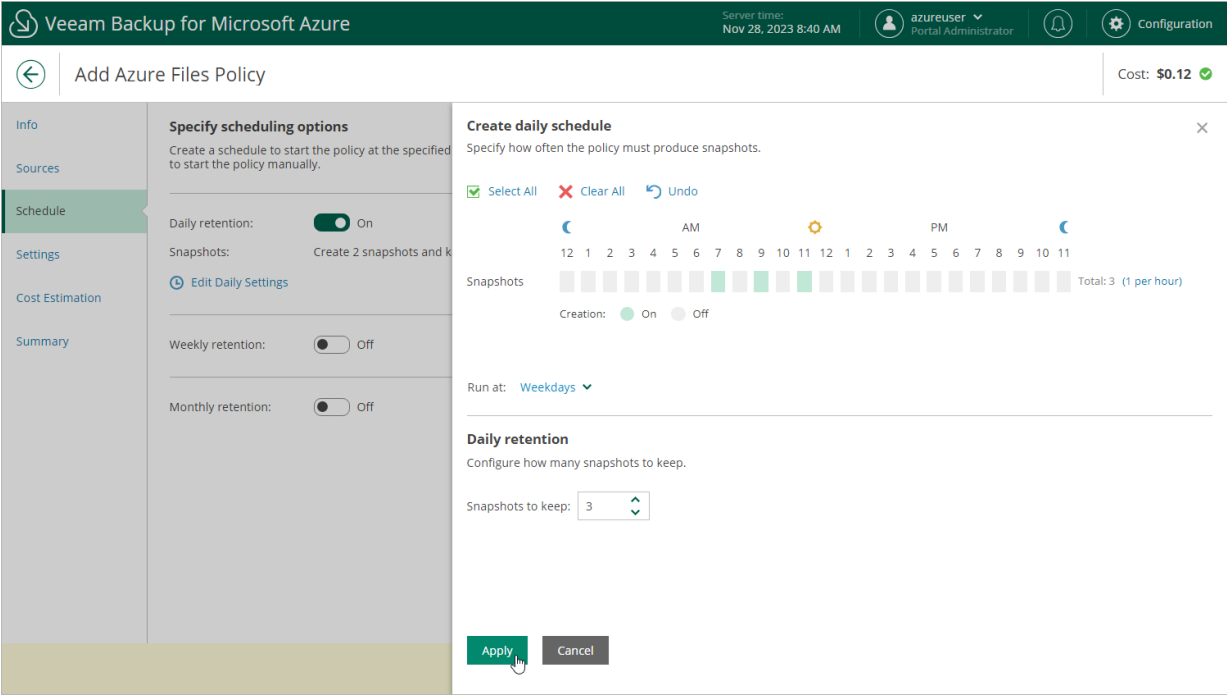 Veeam Backup for Microsoft Azure
Server time:
Nov 28, 2023 8:40 AM
azureuser
Portal Administrator
Configuration
Add Azure Files Policy
Cost: $0.12
Info
Sources
Schedule
Settings
Cost Estimation
Summary
Specify scheduling options
Create a schedule to start the policy at the specified
to start the policy manually.
Daily retention: On
Snapshots: Create 2 snapshots and k
Edit Daily Settings
Weekly retention: Off
Monthly retention: Off
Create daily schedule
Specify how often the policy must produce snapshots.
Select All Clear All Undo
AM PM
12 1 2 3 4 5 6 7 8 9 10 11 12 1 2 3 4 5 6 7 8 9 10 11
Snapshots Total: 3 (1 per hour)
Creation: On Off
Run at: Weekdays
Daily retention
Configure how many snapshots to keep.
Snapshots to keep: 3
Apply Cancel